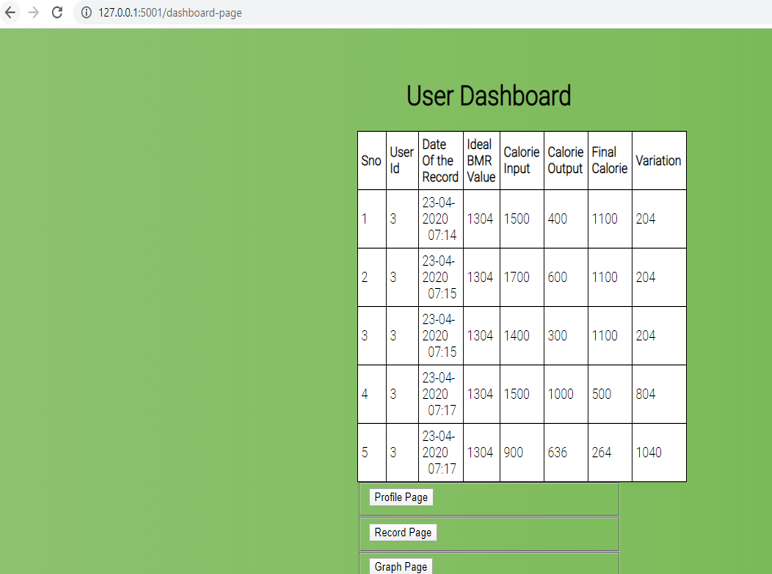 127.0.0.1:5001/dashboard-page
User Dashboard
Sno User Id Date Of the Record Ideal BMR Value Calorie Input Calorie Output Final Calorie Variation
1 3 23-04-2020 07:14 1304 1500 400 1100 204
2 3 23-04-2020 07:15 1304 1700 600 1100 204
3 3 23-04-2020 07:15 1304 1400 300 1100 204
4 3 23-04-2020 07:17 1304 1500 1000 500 804
5 3 23-04-2020 07:17 1304 900 636 264 1040
Profile Page
Record Page
Graph Page